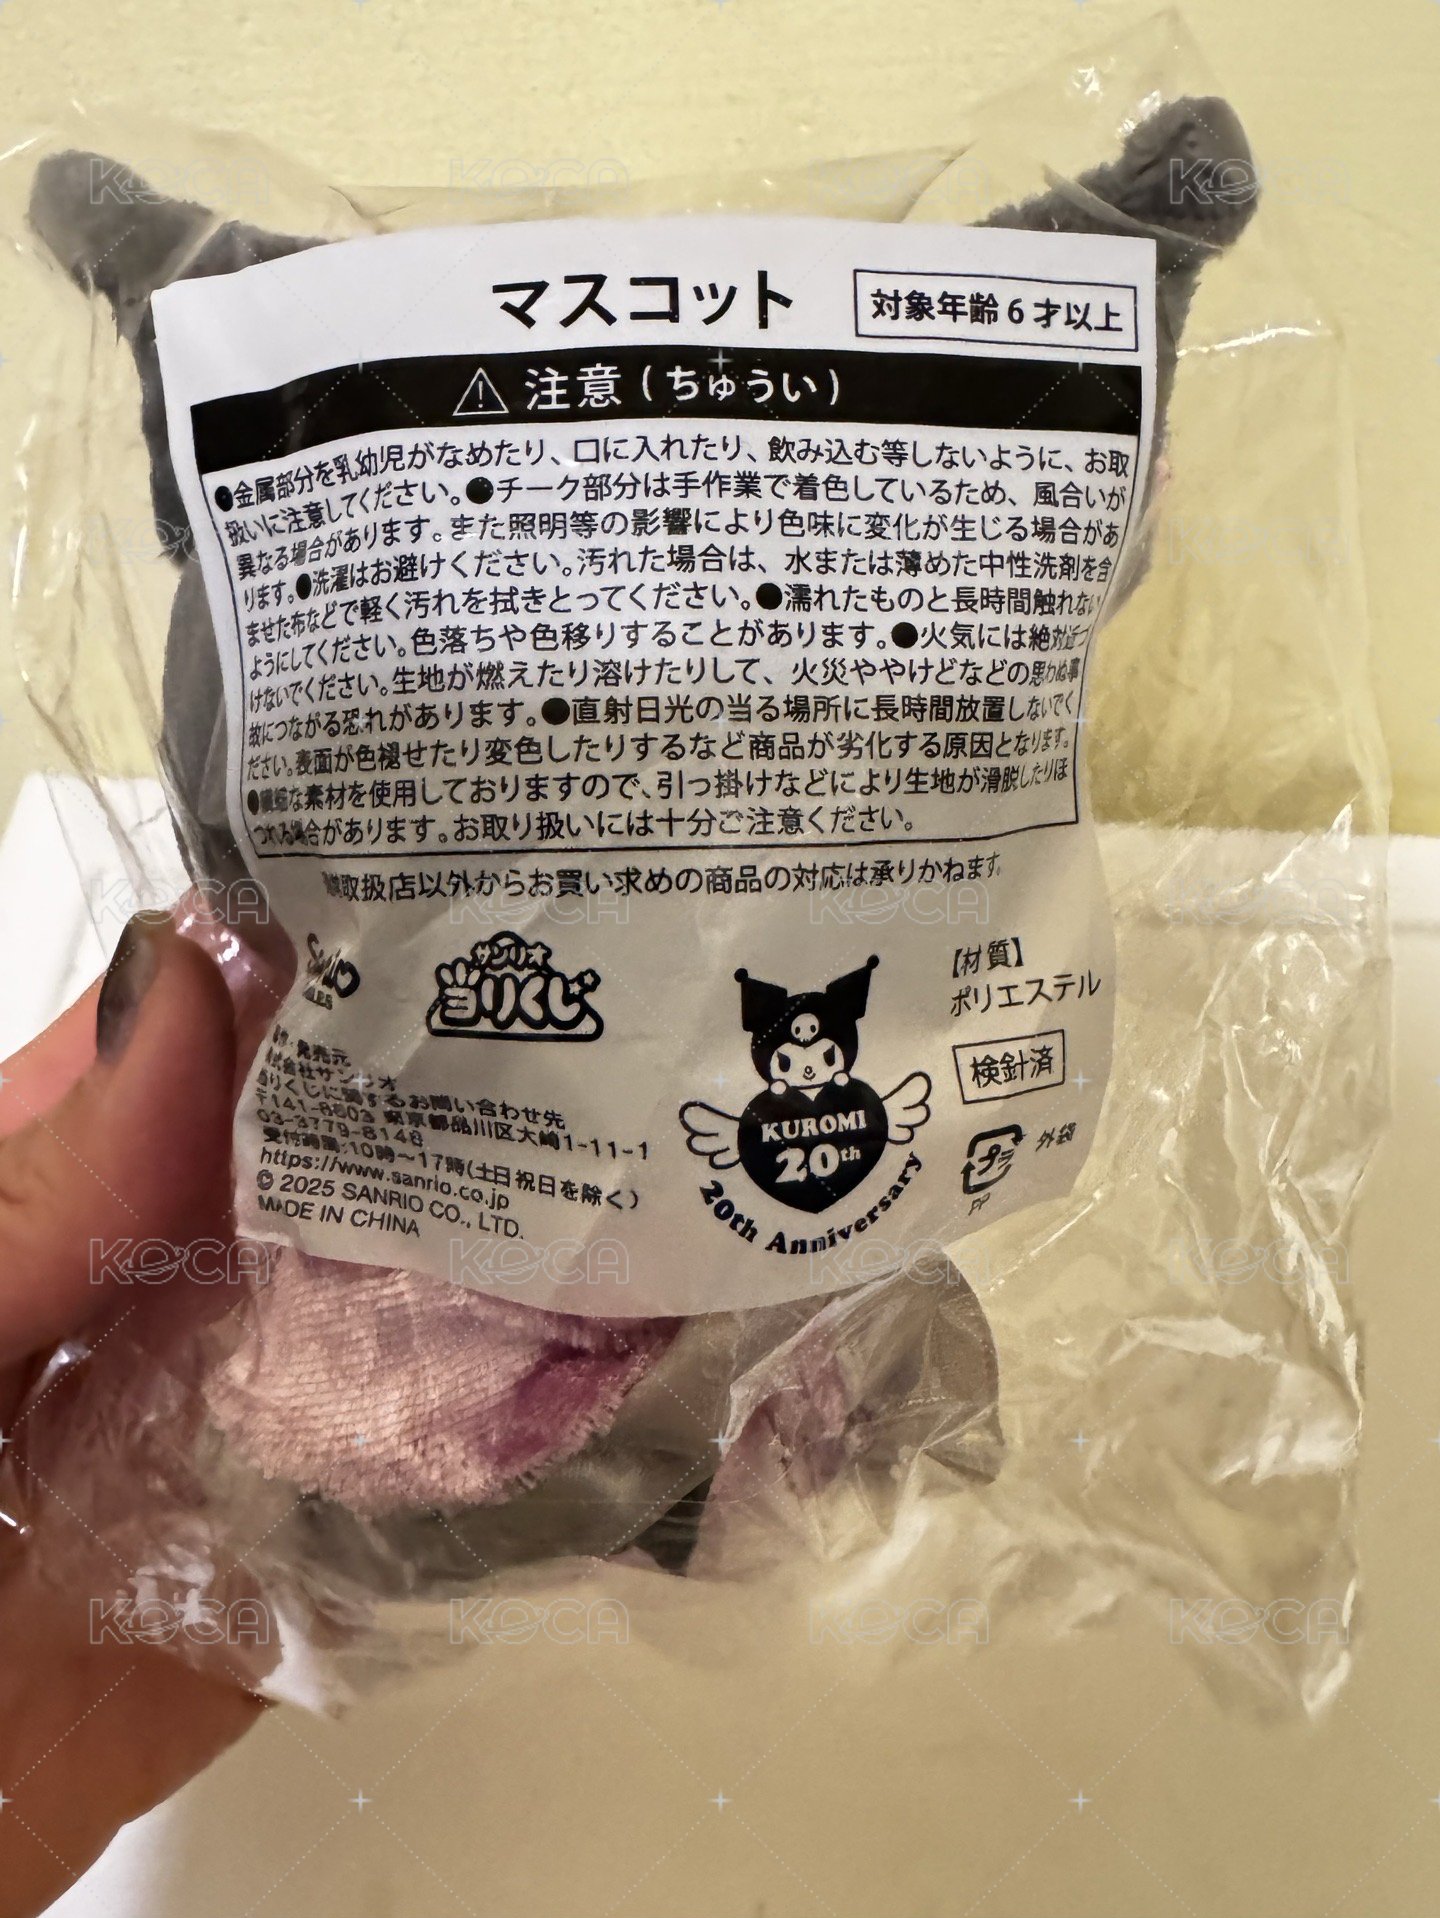 マスコット
対象年齢6才以上
注意(ちゅうい)
●金属部分を乳幼児がなめたり、口に入れたり、飲み込む等しないように、お取
扱いに注意してください。●チーク部分は手作業で着色しているため、風合いが
異なる場合があります。また照明等の影響により色味に変化が生じる場合があ
ります。●洗濯はお避けください。汚れた場合は、水または薄めた中性洗剤を含
ませた布などで軽く汚れを拭きとってください。●濡れたものと長時間触れない
ようにしてください。色落ちや色移りすることがあります。●火気には絶対近づ
けないでください。生地が燃えたり溶けたりして、火災ややけどなどの思わぬ事
故につながる恐れがあります。●直射日光の当る場所に長時間放置しないでく
ださい。表面が色褪せたり変色したりするなど商品が劣化する原因となります。
●繊細な素材を使用しておりますので、引っ掛けなどにより生地が滑脱したりほ
つれる場合があります。お取り扱いには十分ご注意ください。
取扱店以外からお買い求めの商品の対応は承りかねます。
サンリオ
当りくじ
発売元
株式会社サンリオ
当りくじに関するお問い合わせ先
〒141-8603 東京都品川区大崎1-11-1
03-3779-8148
受付時間:10時〜17時(土日祝日を除く)
https://www.sanrio.co.jp
© 2025 SANRIO CO., LTD.
MADE IN CHINA
KUROMI
20th
20th Anniversary
【材質】
ポリエステル
検針済
プラ
外袋
PP
KOCA